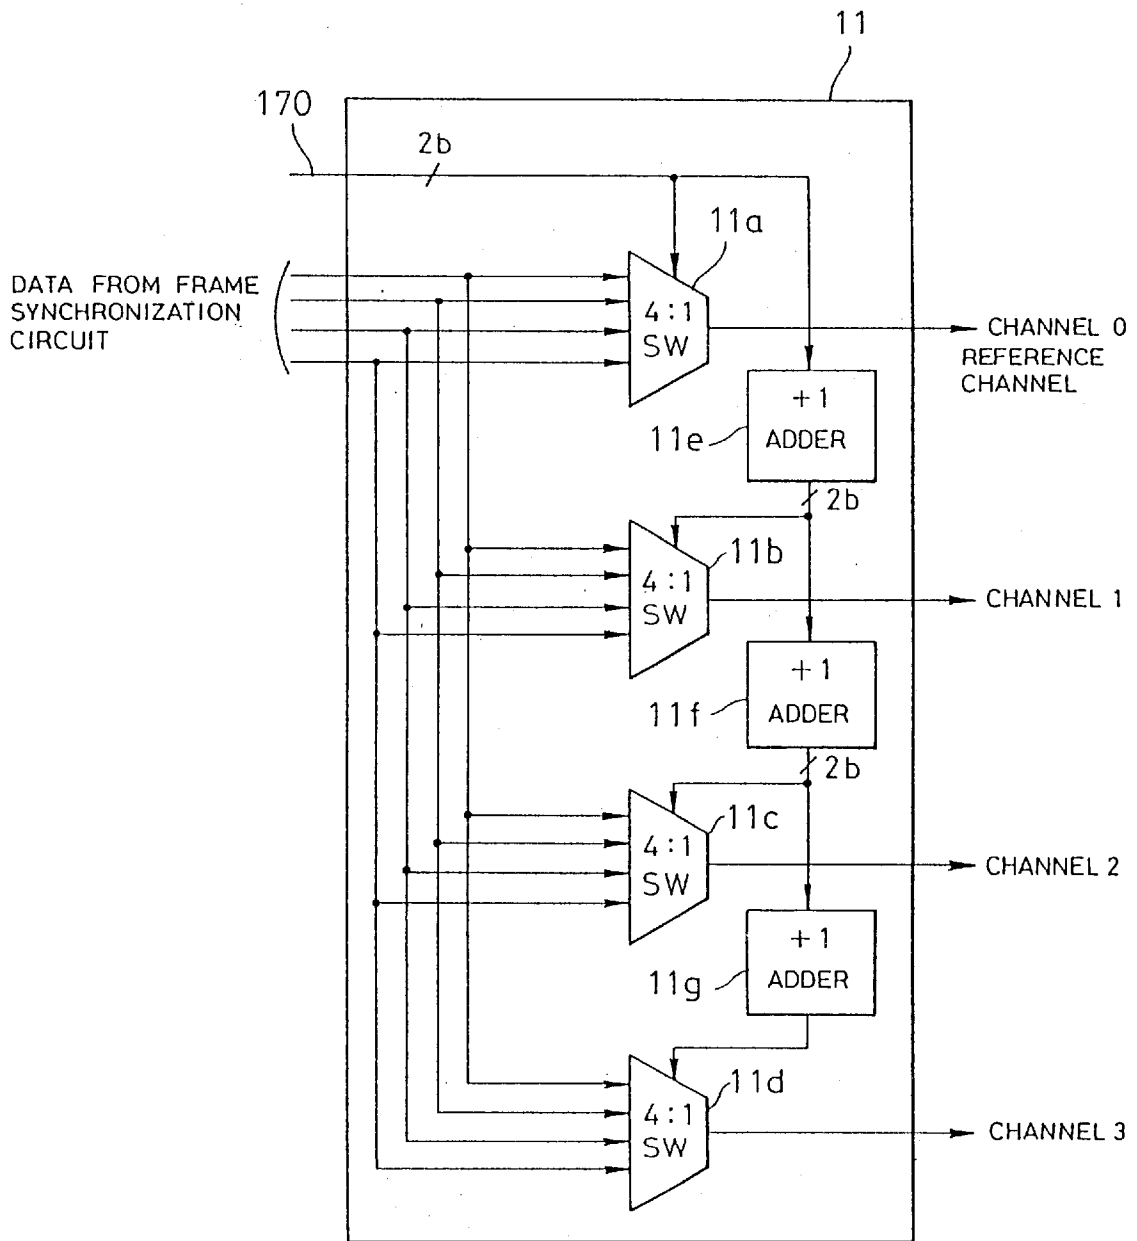 11
170
2b
11a
DATA FROM FRAME
SYNCHRONIZATION
CIRCUIT
4:1
SW
CHANNEL 0
REFERENCE
CHANNEL
+1
ADDER
11e
2b
11b
4:1
SW
CHANNEL 1
+1
ADDER
11f
2b
11c
4:1
SW
CHANNEL 2
+1
ADDER
11g
11d
4:1
SW
CHANNEL 3